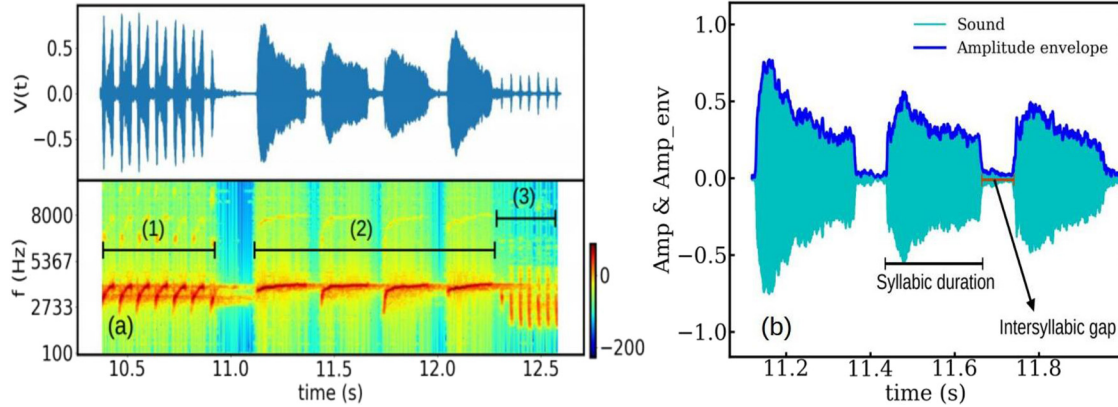 V(t)
0.5
0.0
−0.5
f (Hz)
8000
5367
2733
100
(1)
(2)
(3)
(a)
0
−200
10.5 11.0 11.5 12.0 12.5
time (s)
Amp & Amp_env
1.0
0.5
0.0
−0.5
−1.0
Sound
Amplitude envelope
Syllabic duration
Intersyllabic gap
(b)
11.2 11.4 11.6 11.8
time (s)